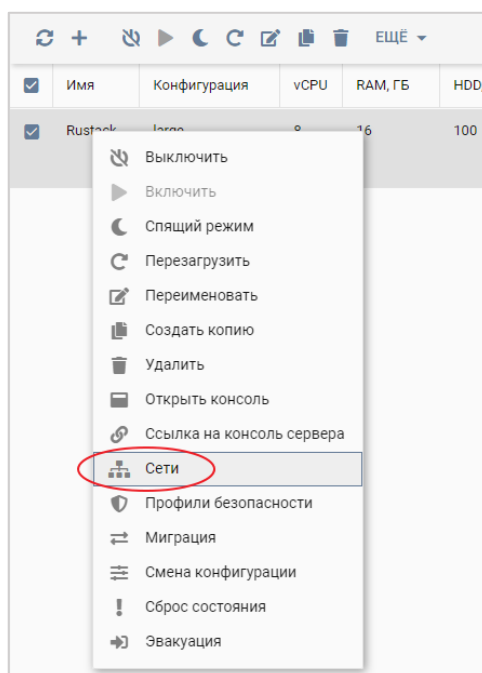 ЕЩЁ
Имя Конфигурация vCPU RAM, ГБ HDD,
Rustack large 8 16 100
Выключить
Включить
Спящий режим
Перезагрузить
Переименовать
Создать копию
Удалить
Открыть консоль
Ссылка на консоль сервера
Сети
Профили безопасности
Миграция
Смена конфигурации
Сброс состояния
Эвакуация